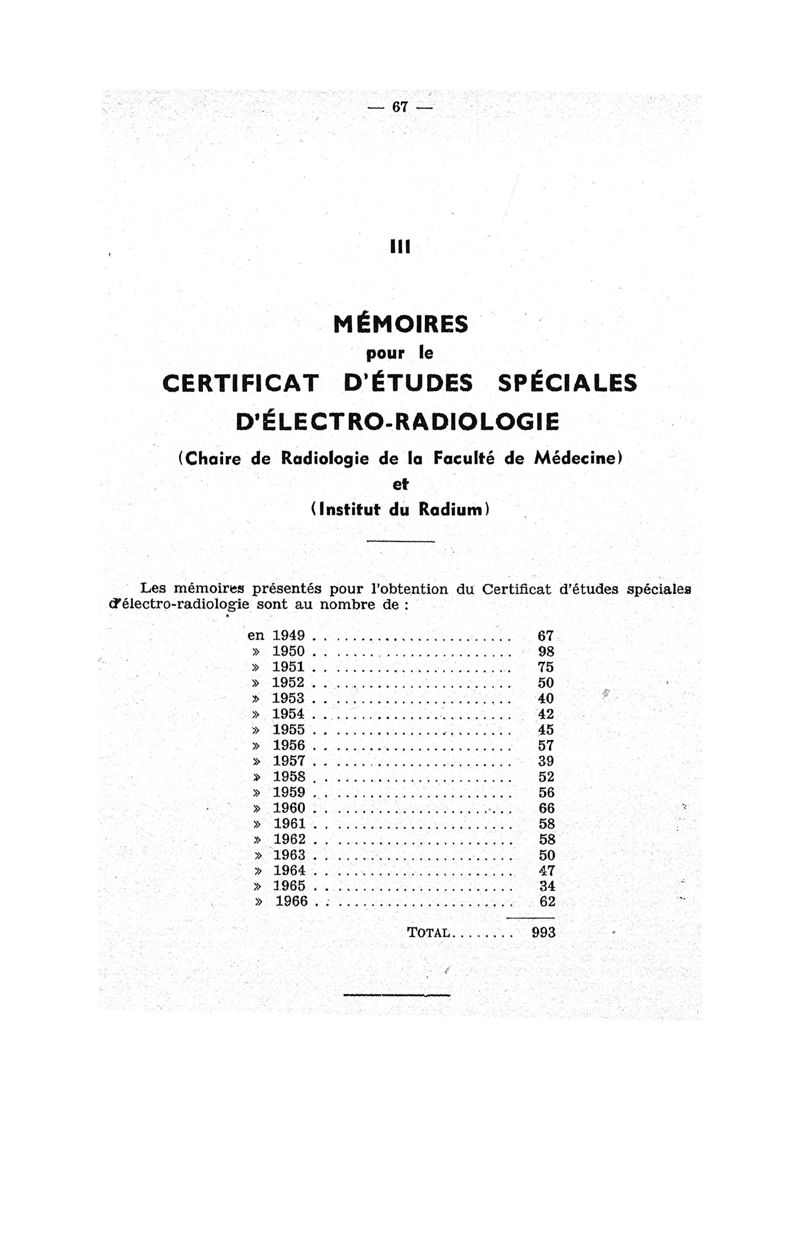 — 67 —
III
MÉMOIRES
pour le
CERTIFICAT D'ÉTUDES SPÉCIALES
D'ÉLECTRO-RADIOLOGIE
(Chaire de Radiologie de la Faculté de Médecine)
et
(Institut du Radium)
Les mémoires présentés pour l'obtention du Certificat d'études spéciales
d'électro-radiologie sont au nombre de :
en 1949 . . . . . . . . . . . . . . . . . . . . . . . 67
» 1950 . . . . . . . . . . . . . . . . . . . . . . . 98
» 1951 . . . . . . . . . . . . . . . . . . . . . . . 75
» 1952 . . . . . . . . . . . . . . . . . . . . . . . 50
» 1953 . . . . . . . . . . . . . . . . . . . . . . . 40
» 1954 . . . . . . . . . . . . . . . . . . . . . . . 42
» 1955 . . . . . . . . . . . . . . . . . . . . . . . 45
» 1956 . . . . . . . . . . . . . . . . . . . . . . . 57
» 1957 . . . . . . . . . . . . . . . . . . . . . . . 39
» 1958 . . . . . . . . . . . . . . . . . . . . . . . 52
» 1959 . . . . . . . . . . . . . . . . . . . . . . . 56
» 1960 . . . . . . . . . . . . . . . . . . . . . . . 66
» 1961 . . . . . . . . . . . . . . . . . . . . . . . 58
» 1962 . . . . . . . . . . . . . . . . . . . . . . . 58
» 1963 . . . . . . . . . . . . . . . . . . . . . . . 50
» 1964 . . . . . . . . . . . . . . . . . . . . . . . 47
» 1965 . . . . . . . . . . . . . . . . . . . . . . . 34
» 1966 . . . . . . . . . . . . . . . . . . . . . . . 62
TOTAL........ 993